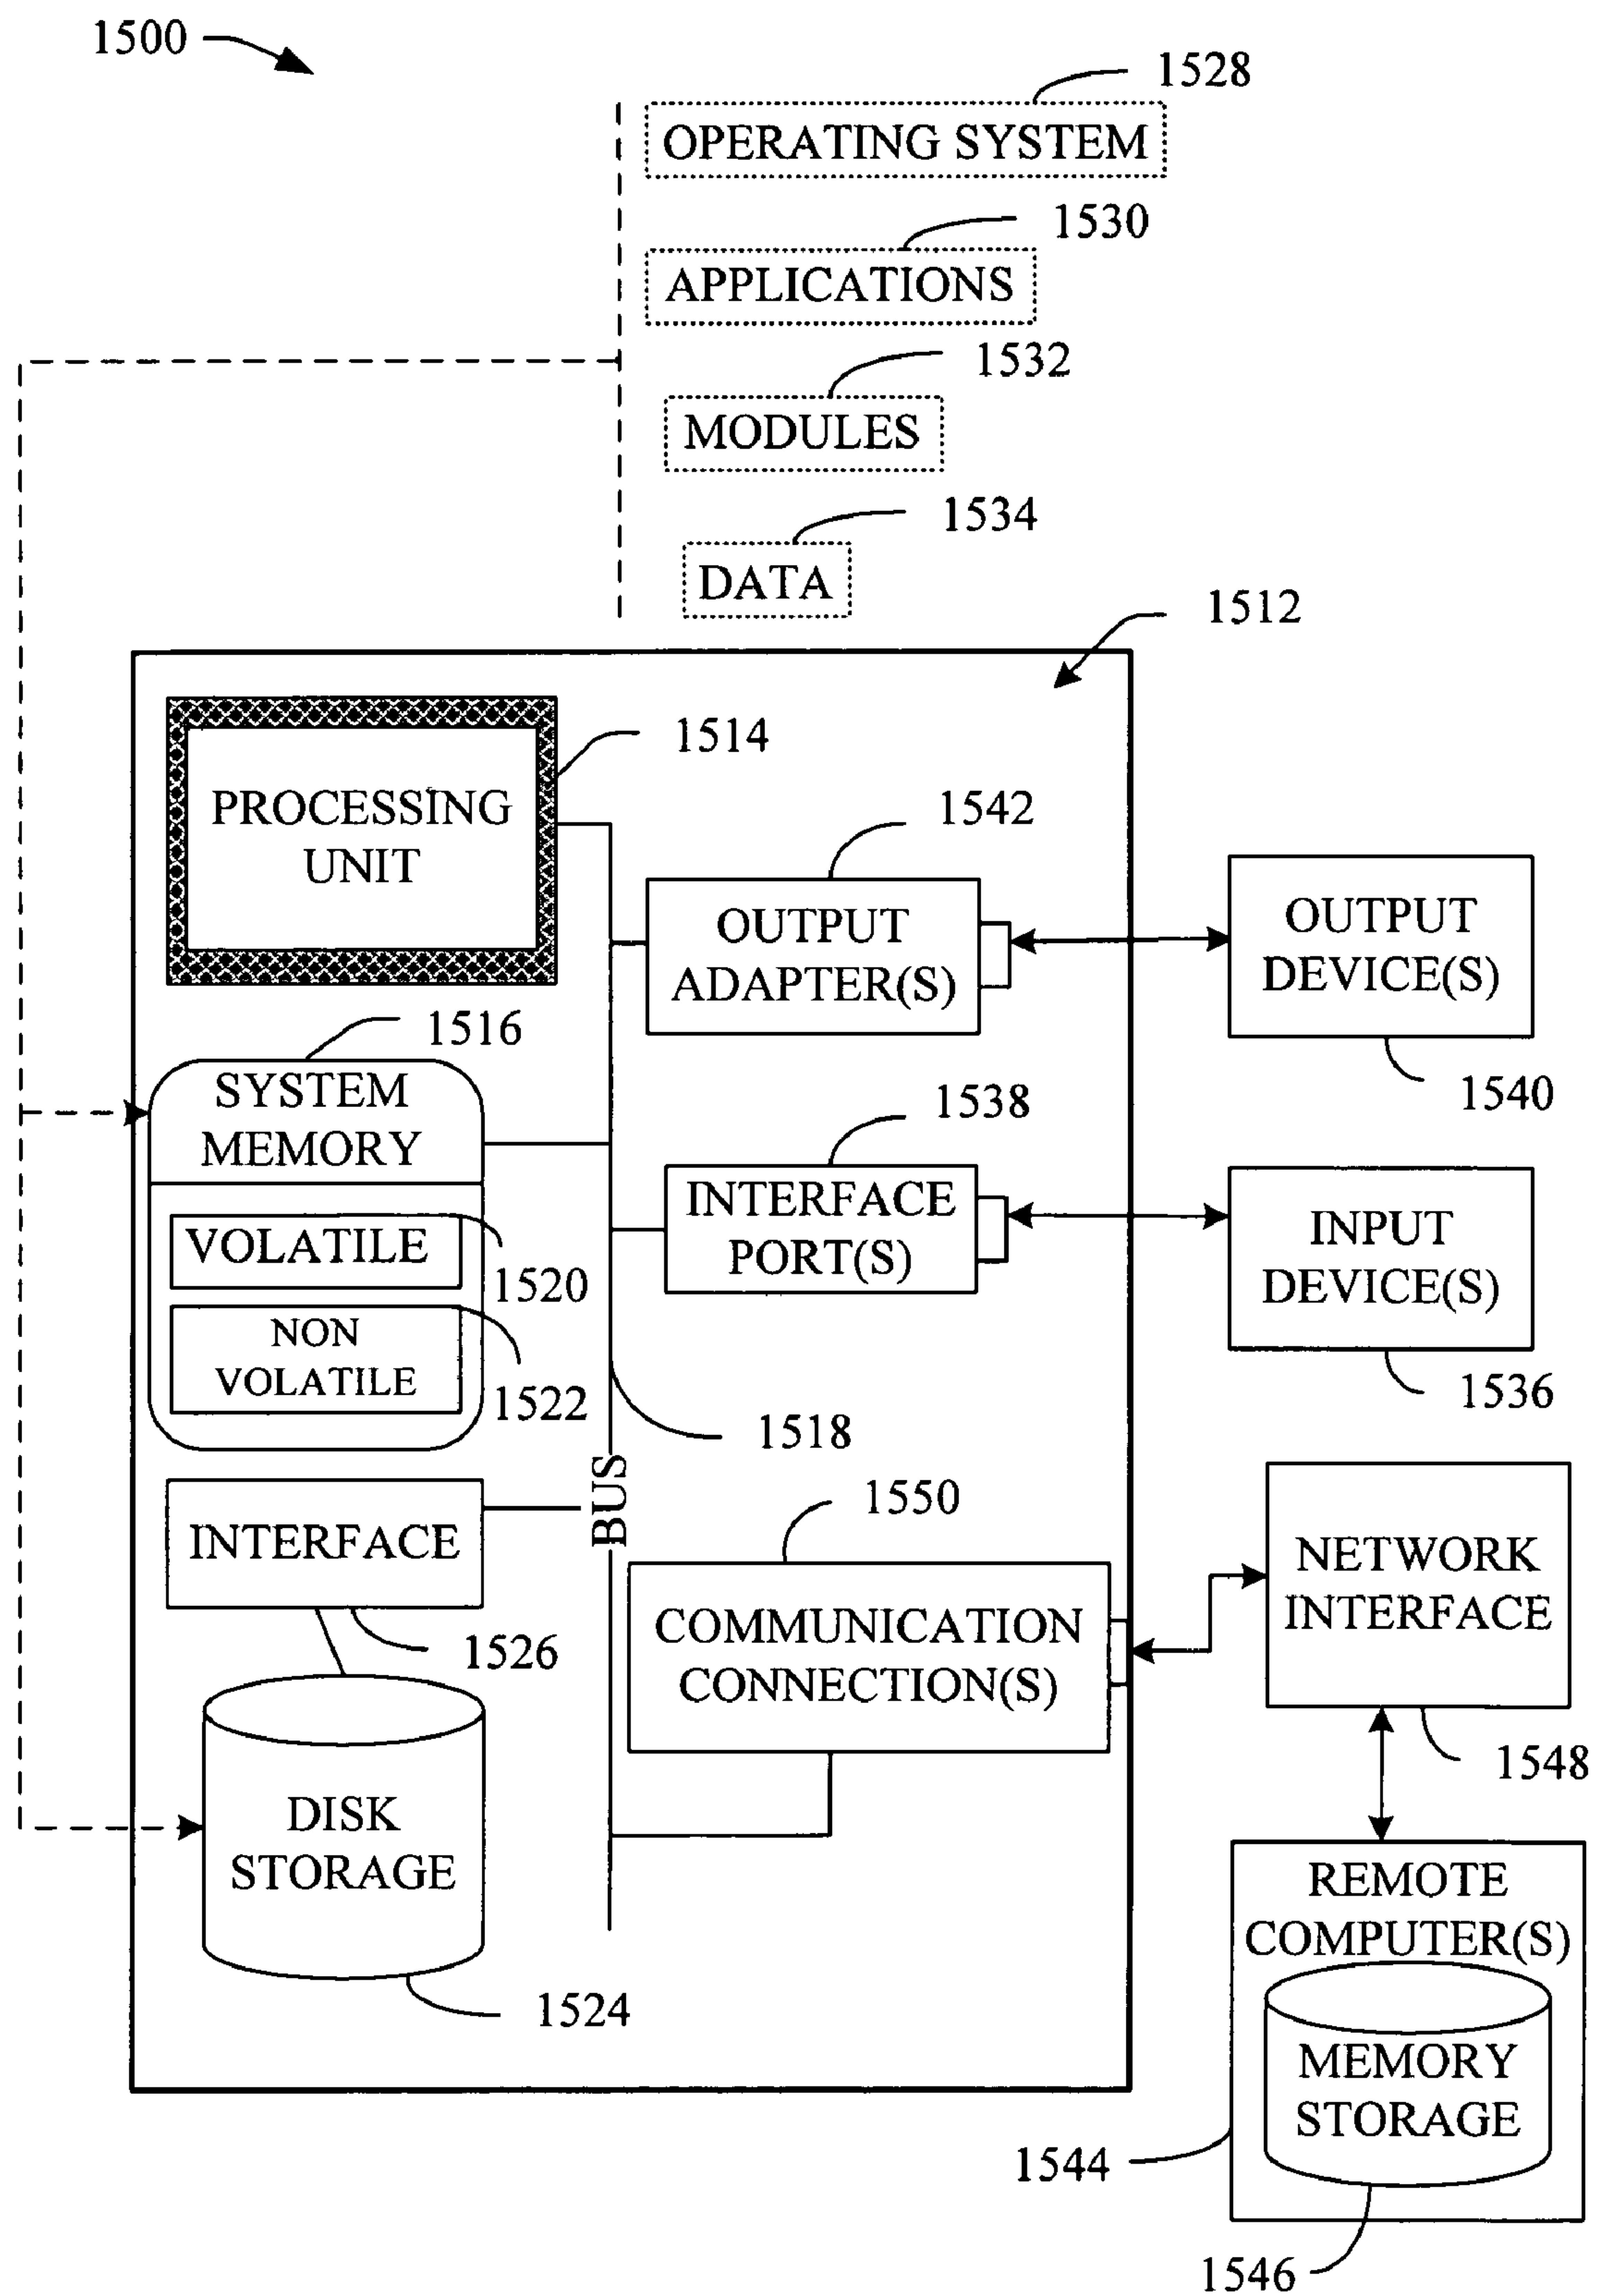 1500
1528
OPERATING SYSTEM
1530
APPLICATIONS
1532
MODULES
1534
DATA
1512
PROCESSING
UNIT
1514
1542
OUTPUT
ADAPTER(S)
OUTPUT
DEVICE(S)
1540
1516
SYSTEM
MEMORY
VOLATILE
1520
NON
VOLATILE
1522
1538
INTERFACE
PORT(S)
INPUT
DEVICE(S)
1536
1518
BUS
INTERFACE
1526
1550
COMMUNICATION
CONNECTION(S)
NETWORK
INTERFACE
1548
DISK
STORAGE
1524
REMOTE
COMPUTER(S)
MEMORY
STORAGE
1544
1546